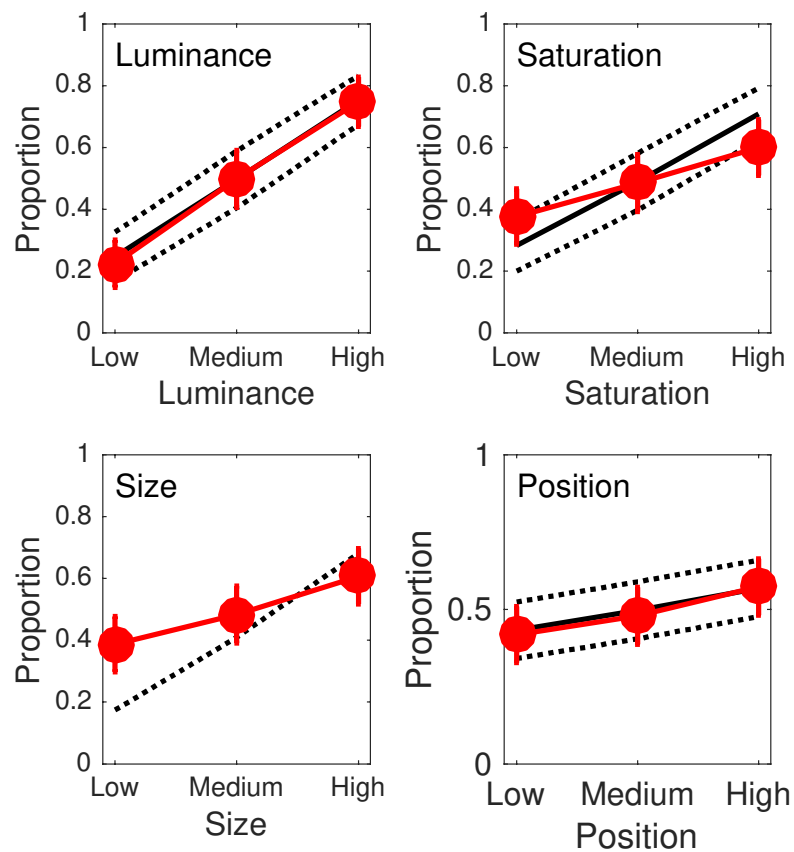 1
Luminance
0.8
0.6
0.4
0.2
0
Proportion
Low Medium High
Luminance
1
Saturation
0.8
0.6
0.4
0.2
0
Proportion
Low Medium High
Saturation
1
Size
0.8
0.6
0.4
0.2
0
Proportion
Low Medium High
Size
1
Position
0.5
0
Proportion
Low Medium High
Position